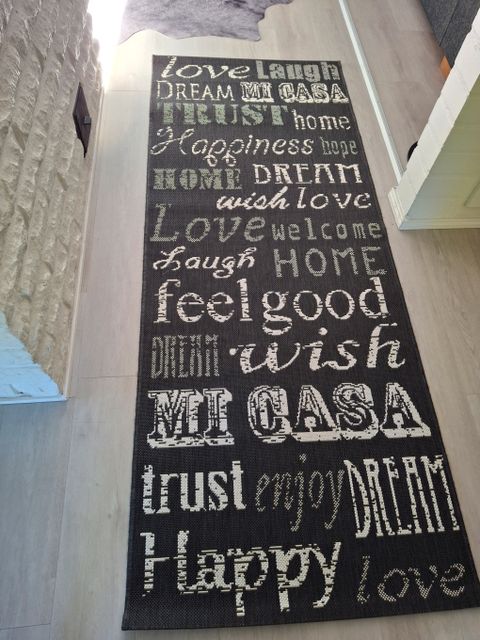 love Laugh
DREAM MI CASA
TRUST home
Happiness hope
HOME DREAM
wish love
Love welcome
Laugh HOME
feel good
DREAM wish
MI CASA
trust enjoy DREAM
Happy love